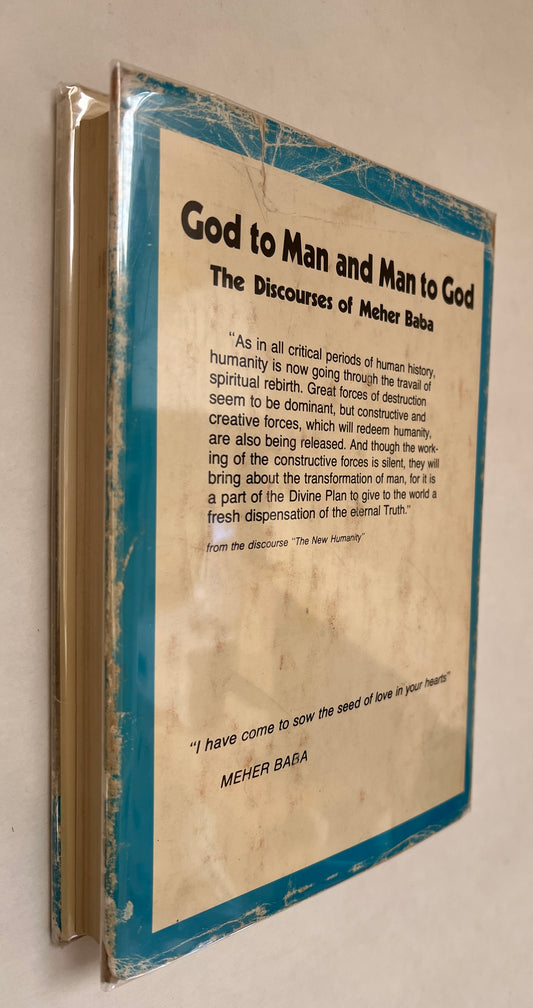 God to Man and Man to God
The Discourses of Meher Baba
“As in all critical periods of human history,
humanity is now going through the travail of
spiritual rebirth. Great forces of destruction
seem to be dominant, but constructive and
creative forces, which will redeem humanity,
are also being released. And though the work-
ing of the constructive forces is silent, they will
bring about the transformation of man, for it is
a part of the Divine Plan to give to the world a
fresh dispensation of the eternal Truth.”
from the discourse “The New Humanity”
“I have come to sow the seed of love in your hearts”
MEHER BABA